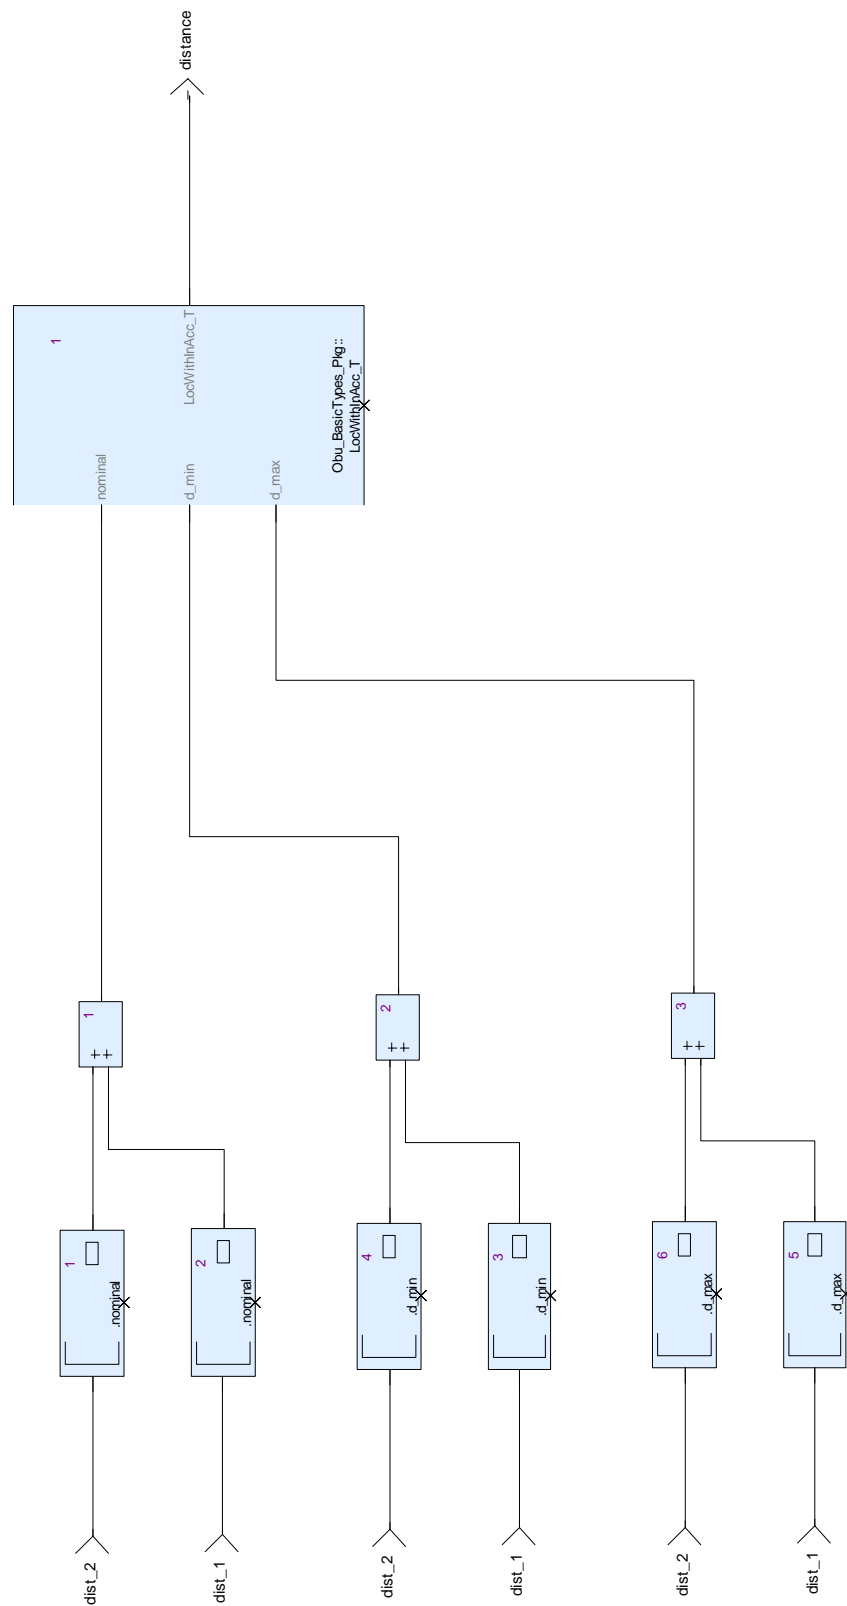 dist_2
1
.nominal
dist_1
2
.nominal
+
+
1
dist_2
4
.d_min
dist_1
3
.d_min
+
+
2
dist_2
6
.d_max
dist_1
5
.d_max
+
+
3
1
nominal
d_min
d_max
LocWithInAcc_T
Obu_BasicTypes_Pkg::
LocWithInAcc_T
distance